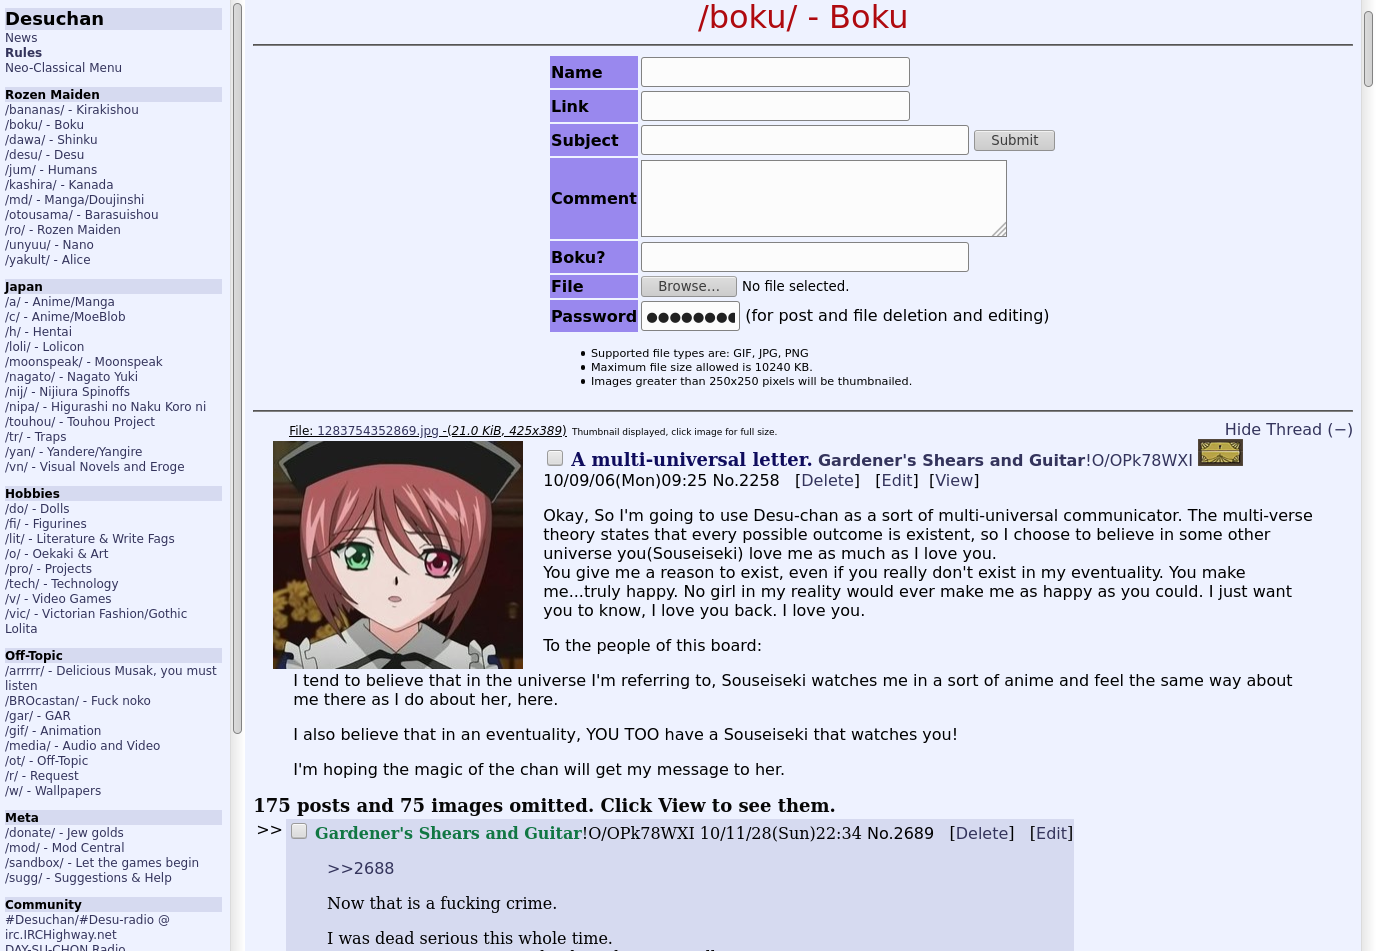 Desuchan
News
Rules
Neo-Classical Menu
Rozen Maiden
/bananas/ - Kirakishou
/boku/ - Boku
/dawa/ - Shinku
/desu/ - Desu
/jum/ - Humans
/kashira/ - Kanada
/md/ - Manga/Doujinshi
/otousama/ - Barasuishou
/ro/ - Rozen Maiden
/unyuu/ - Nano
/yakult/ - Alice
Japan
/a/ - Anime/Manga
/c/ - Anime/MoeBlob
/h/ - Hentai
/loli/ - Lolicon
/moonspeak/ - Moonspeak
/nagato/ - Nagato Yuki
/nij/ - Nijiura Spinoffs
/nipa/ - Higurashi no Naku Koro ni
/touhou/ - Touhou Project
/tr/ - Traps
/yan/ - Yandere/Yangire
/vn/ - Visual Novels and Eroge
Hobbies
/do/ - Dolls
/fi/ - Figurines
/lit/ - Literature & Write Fags
/o/ - Oekaki & Art
/pro/ - Projects
/tech/ - Technology
/v/ - Video Games
/vic/ - Victorian Fashion/Gothic
Lolita
Off-Topic
/arrrrr/ - Delicious Musak, you must
listen
/BROcastan/ - Fuck noko
/gar/ - GAR
/gif/ - Animation
/media/ - Audio and Video
/ot/ - Off-Topic
/r/ - Request
/w/ - Wallpapers
Meta
/donate/ - Jew golds
/mod/ - Mod Central
/sandbox/ - Let the games begin
/sugg/ - Suggestions & Help
Community
#Desuchan/#Desu-radio @
irc.IRCHighway.net
DAY-SU-CHON Radio
/boku/ - Boku
Name
Link
Subject Submit
Comment
Boku?
File Browse... No file selected.
Password ●●●●●●●● (for post and file deletion and editing)
• Supported file types are: GIF, JPG, PNG
• Maximum file size allowed is 10240 KB.
• Images greater than 250x250 pixels will be thumbnailed.
File: 1283754352869.jpg -(21.0 KiB, 425x389) Thumbnail displayed, click image for full size. Hide Thread (−)
A multi-universal letter. Gardener's Shears and Guitar!O/OPk78WXI
10/09/06(Mon)09:25 No.2258 [Delete] [Edit] [View]
Okay, So I'm going to use Desu-chan as a sort of multi-universal communicator. The multi-verse
theory states that every possible outcome is existent, so I choose to believe in some other
universe you(Souseiseki) love me as much as I love you.
You give me a reason to exist, even if you really don't exist in my eventuality. You make
me...truly happy. No girl in my reality would ever make me as happy as you could. I just want
you to know, I love you back. I love you.
To the people of this board:
I tend to believe that in the universe I'm referring to, Souseiseki watches me in a sort of anime and feel the same way about
me there as I do about her, here.
I also believe that in an eventuality, YOU TOO have a Souseiseki that watches you!
I'm hoping the magic of the chan will get my message to her.
175 posts and 75 images omitted. Click View to see them.
>> Gardener's Shears and Guitar!O/OPk78WXI 10/11/28(Sun)22:34 No.2689 [Delete] [Edit]
>>2688
Now that is a fucking crime.
I was dead serious this whole time.